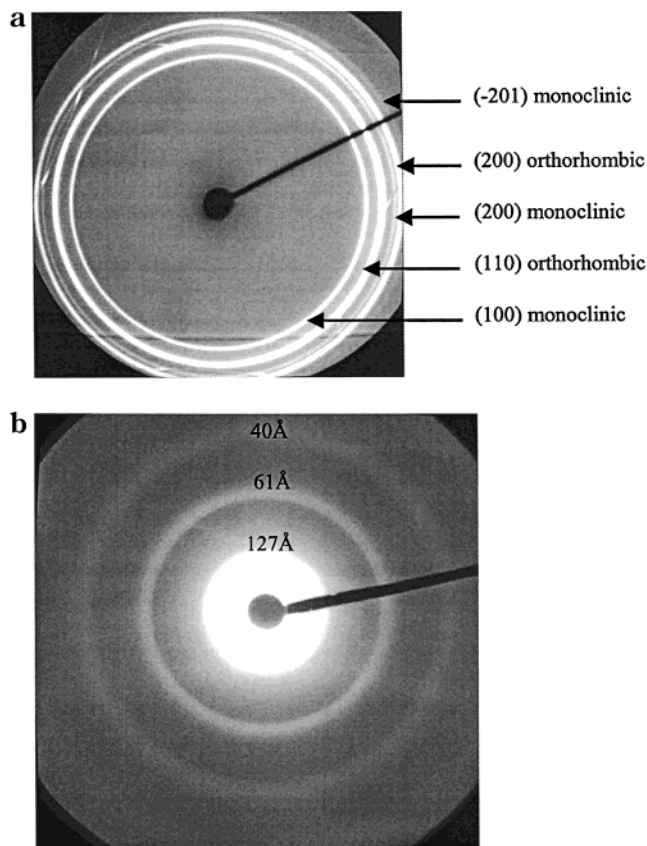 a
(-201) monoclinic
(200) orthorhombic
(200) monoclinic
(110) orthorhombic
(100) monoclinic
b
40Å
61Å
127Å